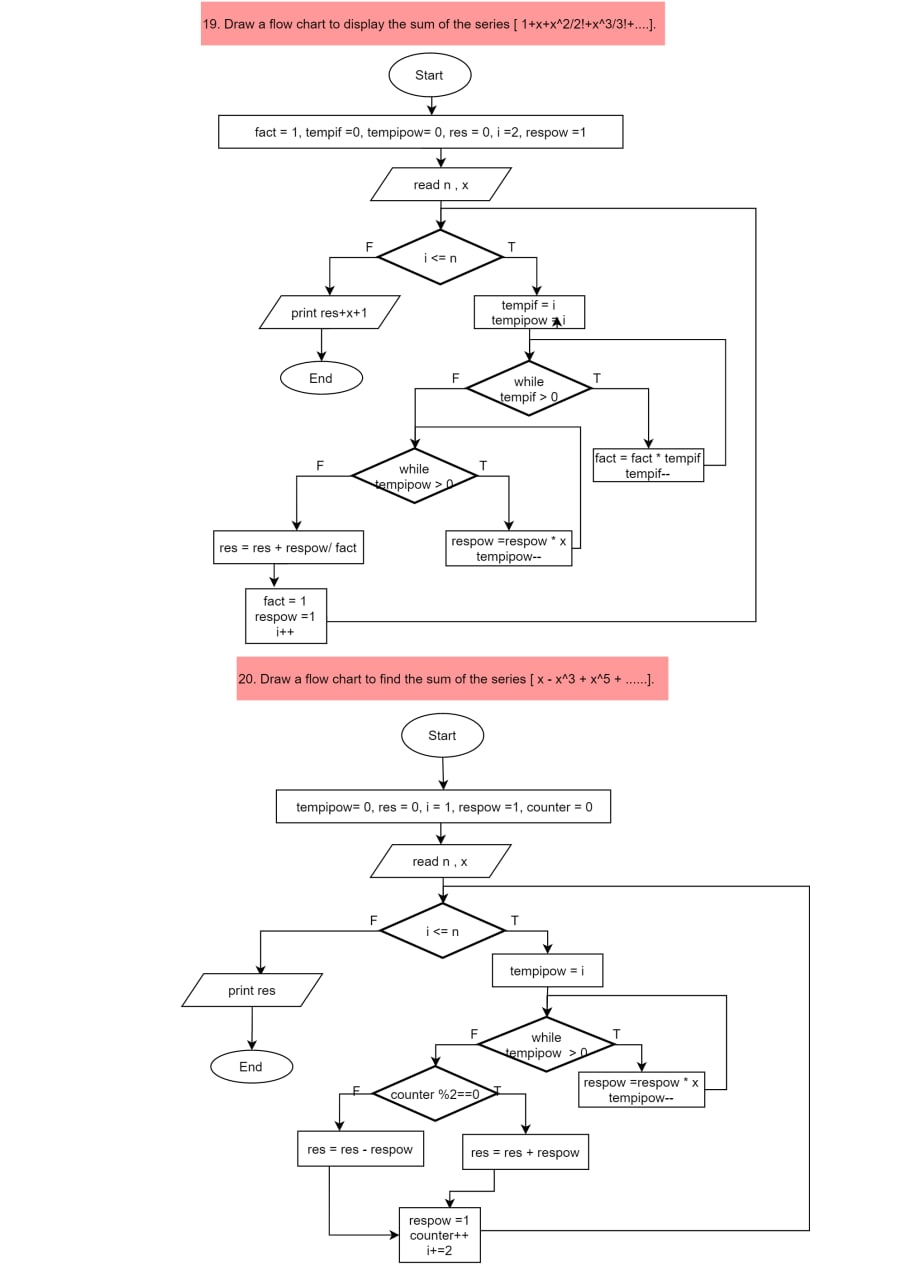 19. Draw a flow chart to display the sum of the series [ 1+x+x^2/2!+x^3/3!+....].
Start
fact = 1, tempif =0, tempipow= 0, res = 0, i =2, respow =1
read n , x
F
i <= n
T
print res+x+1
tempif = i
tempipow = i
End
F
while
tempif > 0
T
fact = fact * tempif
tempif--
F
while
tempipow > 0
T
res = res + respow/ fact
respow =respow * x
tempipow--
fact = 1
respow =1
i++
20. Draw a flow chart to find the sum of the series [ x - x^3 + x^5 + ......].
Start
tempipow= 0, res = 0, i = 1, respow =1, counter = 0
read n , x
F
i <= n
T
tempipow = i
print res
F
while
tempipow > 0
T
End
respow =respow * x
tempipow--
F
counter %2==0
T
res = res - respow
res = res + respow
respow =1
counter++
i+=2